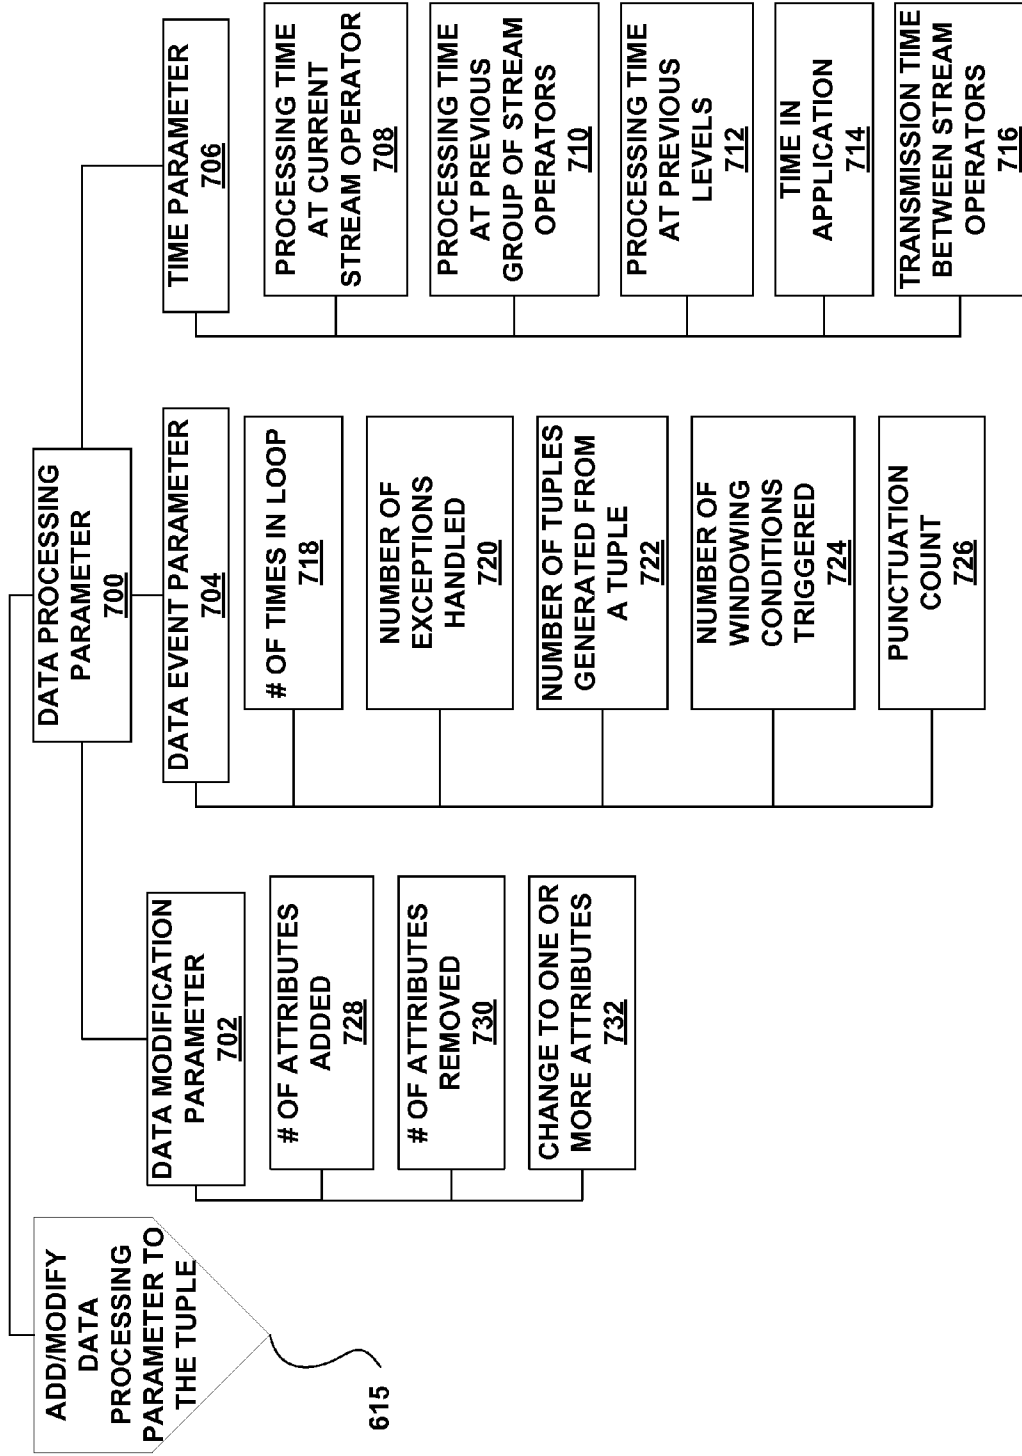 ADD/MODIFY
DATA
PROCESSING
PARAMETER TO
THE TUPLE
615
DATA PROCESSING
PARAMETER
700
DATA MODIFICATION
PARAMETER
702
# OF ATTRIBUTES
ADDED
728
# OF ATTRIBUTES
REMOVED
730
CHANGE TO ONE OR
MORE ATTRIBUTES
732
DATA EVENT PARAMETER
704
# OF TIMES IN LOOP
718
NUMBER OF
EXCEPTIONS
HANDLED
720
NUMBER OF TUPLES
GENERATED FROM
A TUPLE
722
NUMBER OF
WINDOWING
CONDITIONS
TRIGGERED
724
PUNCTUATION
COUNT
726
TIME PARAMETER
706
PROCESSING TIME
AT CURRENT
STREAM OPERATOR
708
PROCESSING TIME
AT PREVIOUS
GROUP OF STREAM
OPERATORS
710
PROCESSING TIME
AT PREVIOUS
LEVELS
712
TIME IN
APPLICATION
714
TRANSMISSION TIME
BETWEEN STREAM
OPERATORS
716